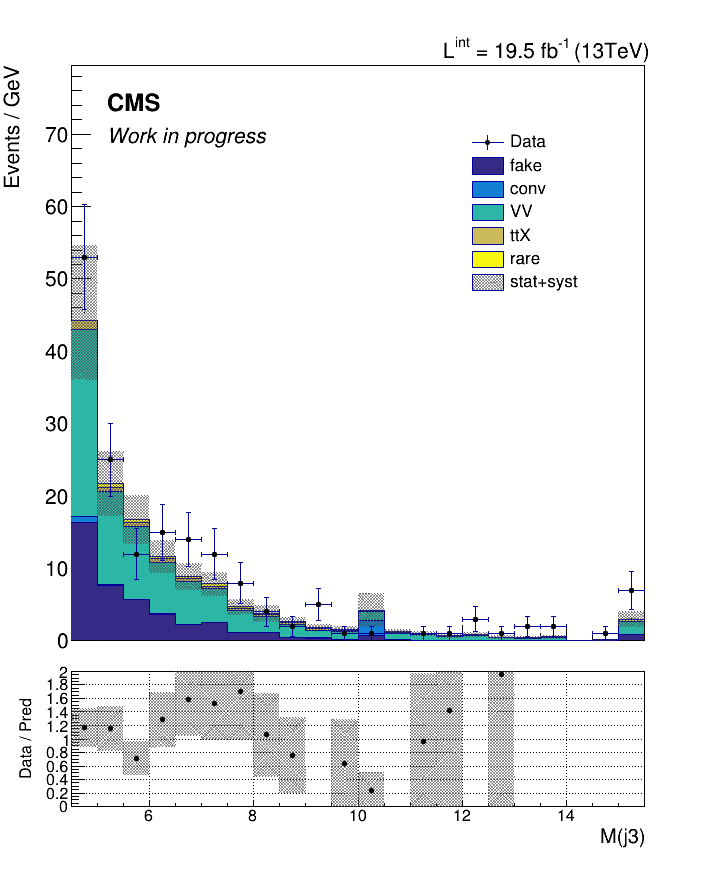 L^int = 19.5 fb^-1 (13TeV)
Events / GeV
CMS
Work in progress
70
60
50
40
30
20
10
0
Data
fake
conv
VV
ttX
rare
stat+syst
Data / Pred
2
1.8
1.6
1.4
1.2
1
0.8
0.6
0.4
0.2
0
6 8 10 12 14
M(j3)